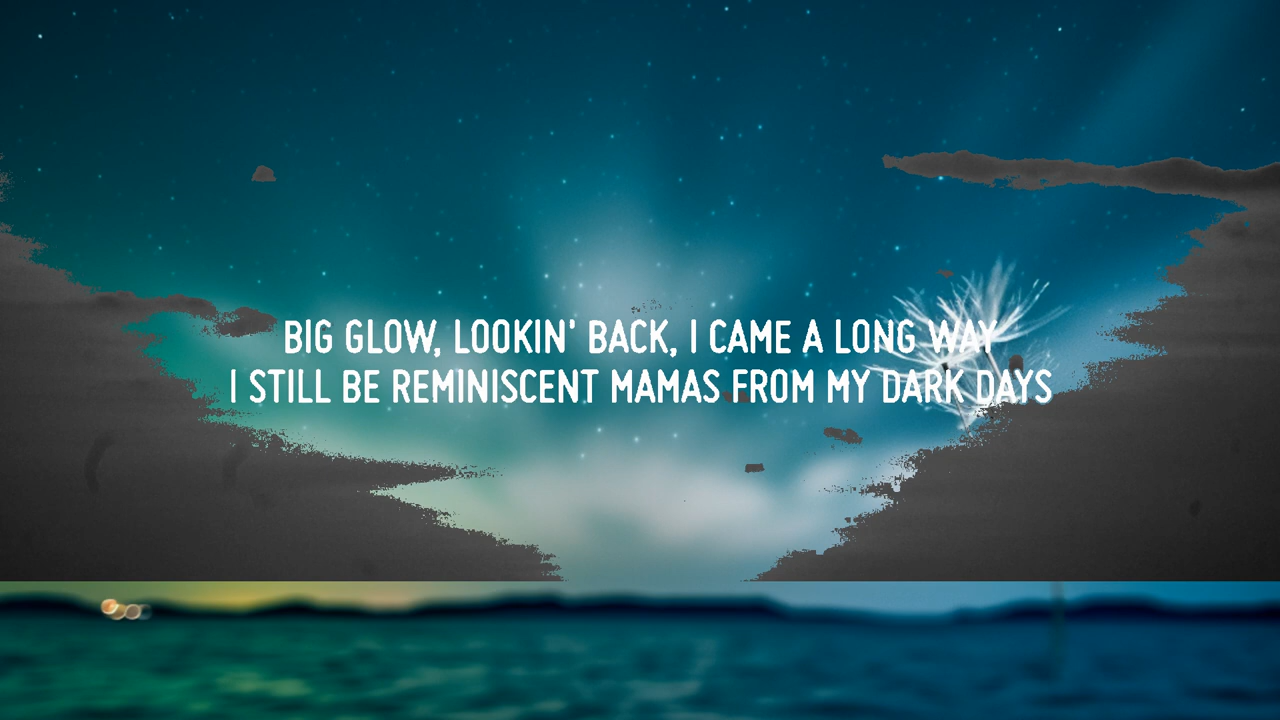 BIG GLOW, LOOKIN' BACK, I CAME A LONG WAY
I STILL BE REMINISCENT MAMAS FROM MY DARK DAYS